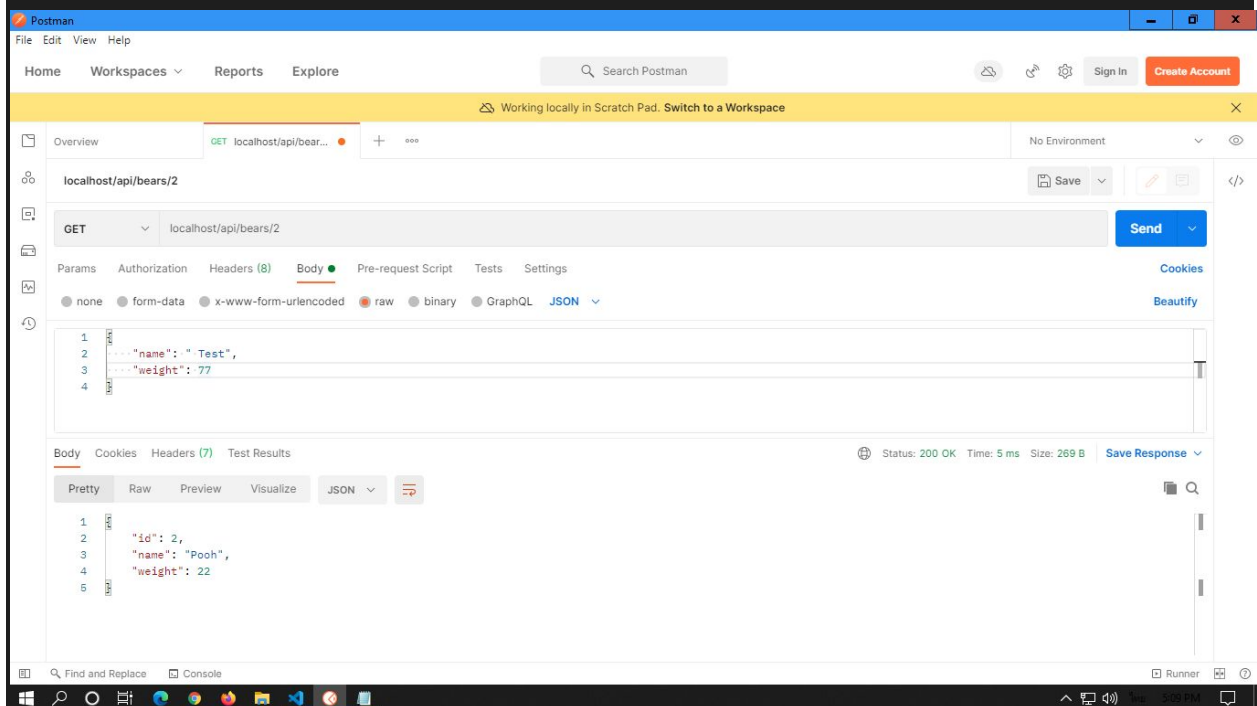 Postman
File Edit View Help
Home Workspaces Reports Explore Search Postman Sign In Create Account
Working locally in Scratch Pad. Switch to a Workspace
Overview GET localhost/api/bear... No Environment
localhost/api/bears/2 Save
GET localhost/api/bears/2 Send
Params Authorization Headers (8) Body Pre-request Script Tests Settings Cookies
none form-data x-www-form-urlencoded raw binary GraphQL JSON Beautify
1 {
2 "name": " Test",
3 "weight": 77
4 }
Body Cookies Headers (7) Test Results Status: 200 OK Time: 5 ms Size: 269 B Save Response
Pretty Raw Preview Visualize JSON
1 {
2 "id": 2,
3 "name": "Pooh",
4 "weight": 22
5 }
Find and Replace Console Runner
5:09 PM